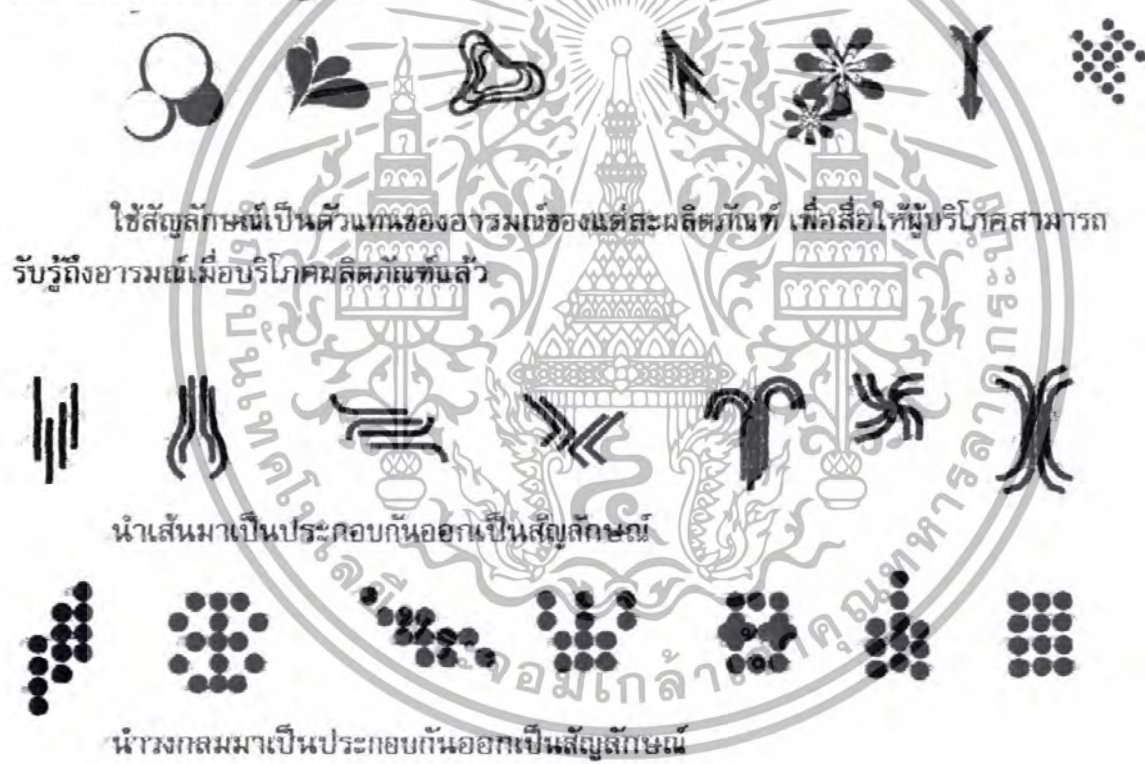 ใช้สัญลักษณ์เป็นตัวแทนของอารมณ์ของแต่ละผลิตภัณฑ์ เพื่อสื่อให้ผู้บริโภคสามารถ
รับรู้ถึงอารมณ์เมื่อบริโภคผลิตภัณฑ์แล้ว
นำเส้นมาเป็นประกอบกันออกเป็นสัญลักษณ์
นำวงกลมมาเป็นประกอบกันออกเป็นสัญลักษณ์